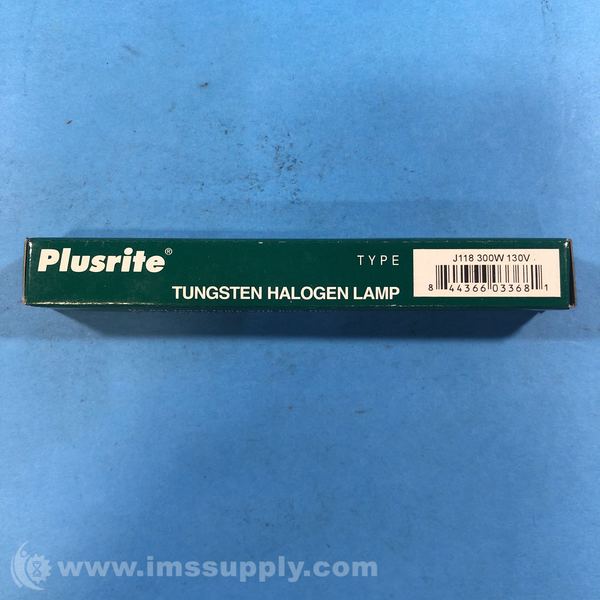 Plusrite®
TYPE
J118 300W 130V
TUNGSTEN HALOGEN LAMP
8 44366 03368 1
www.imssupply.com